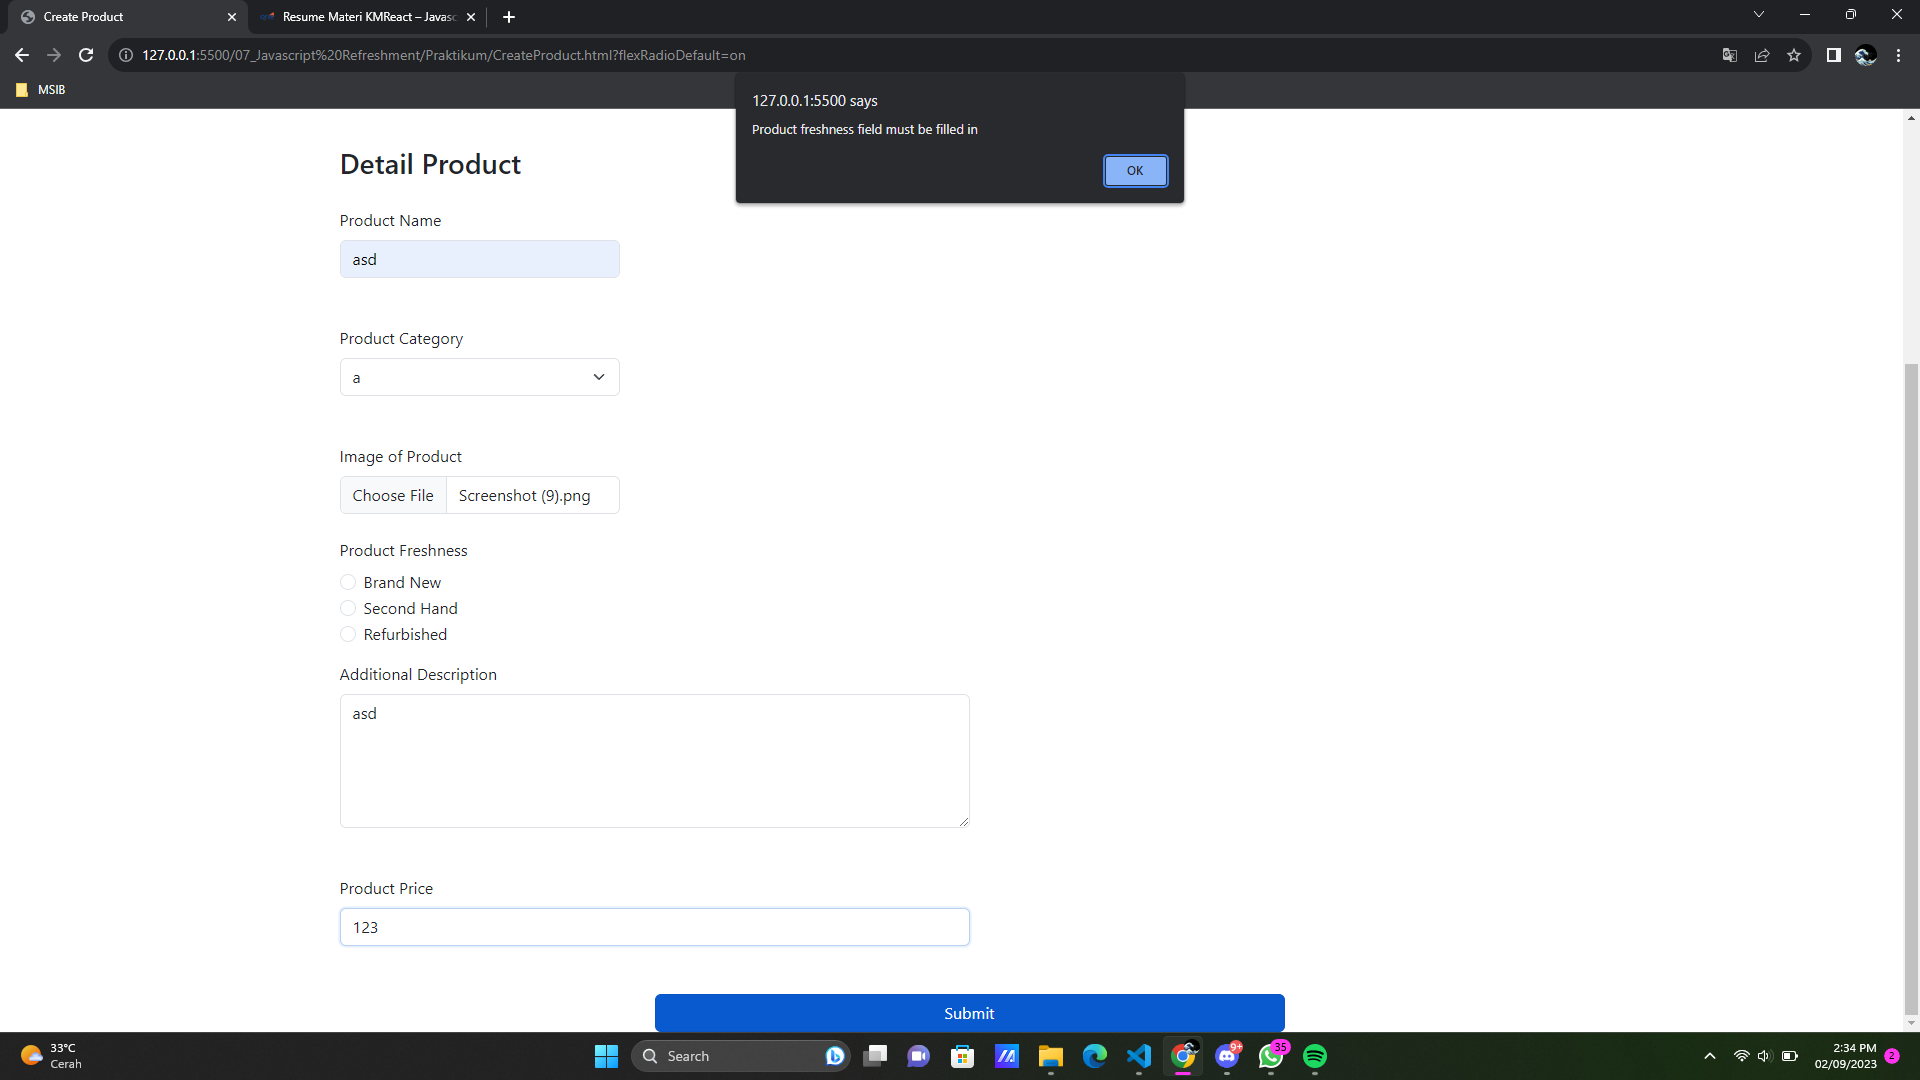 Create Product
Resume Materi KMReact – Javasc
127.0.0.1:5500/07_Javascript%20Refreshment/Praktikum/CreateProduct.html?flexRadioDefault=on
MSIB
127.0.0.1:5500 says
Product freshness field must be filled in
OK
Detail Product
Product Name
asd
Product Category
a
Image of Product
Choose File Screenshot (9).png
Product Freshness
Brand New
Second Hand
Refurbished
Additional Description
asd
Product Price
123
Submit
33°C
Cerah
Search
9+
35
2:34 PM
02/09/2023
2